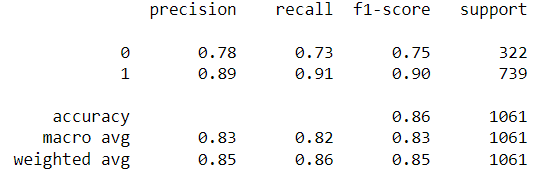 precision recall f1-score support
0 0.78 0.73 0.75 322
1 0.89 0.91 0.90 739
accuracy 0.86 1061
macro avg 0.83 0.82 0.83 1061
weighted avg 0.85 0.86 0.85 1061